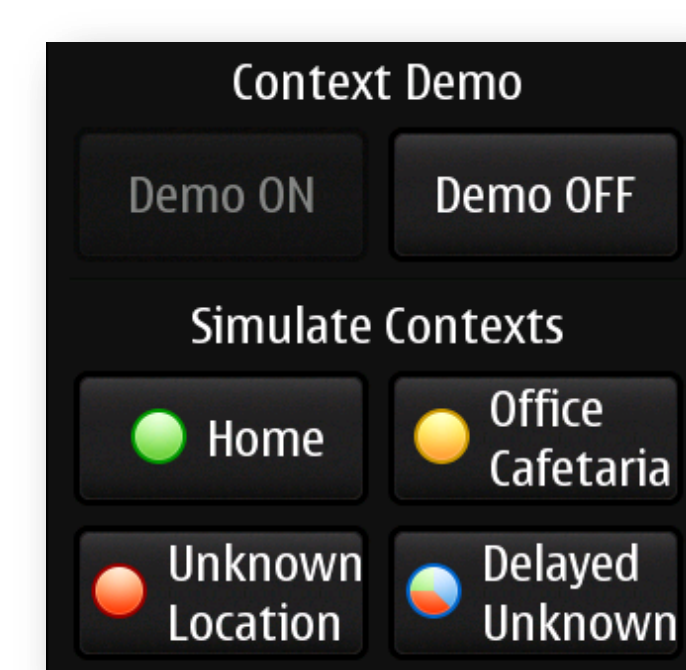 Context Demo
Demo ON
Demo OFF
Simulate Contexts
Home
Office
Cafetaria
Unknown
Location
Delayed
Unknown